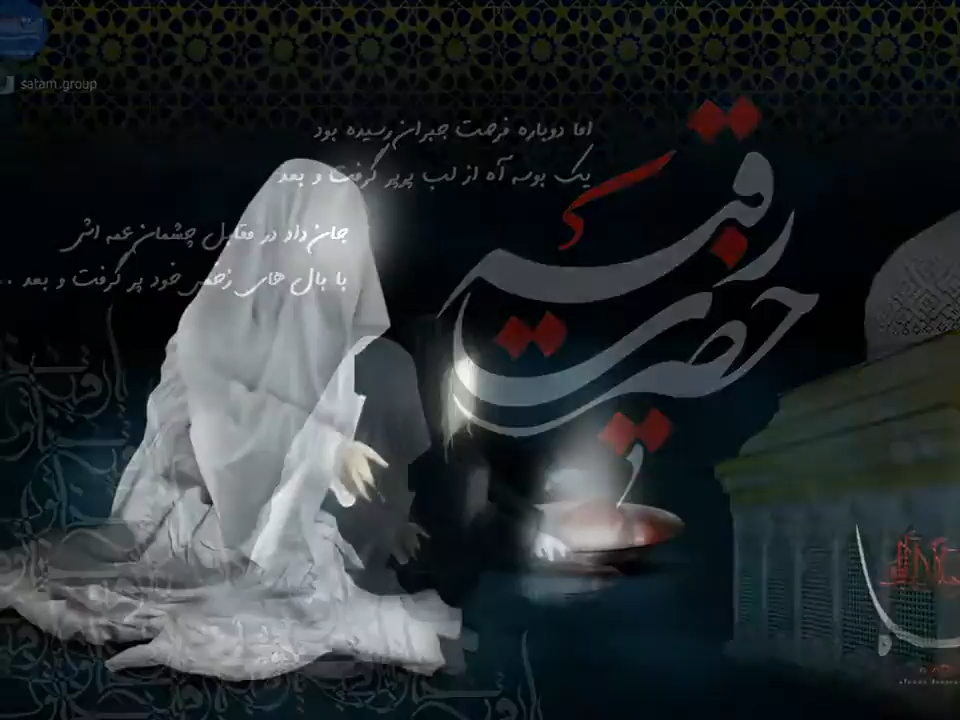 satam.group
اما دوباره فرصت جبران رسیده بود
یک بوسه آه از لب پرپر گرفت و بعد
جان داد در مقابل چشمان عمه اش
با بال های زخمی خود پر گرفت و بعد ..
حضرت رقیه